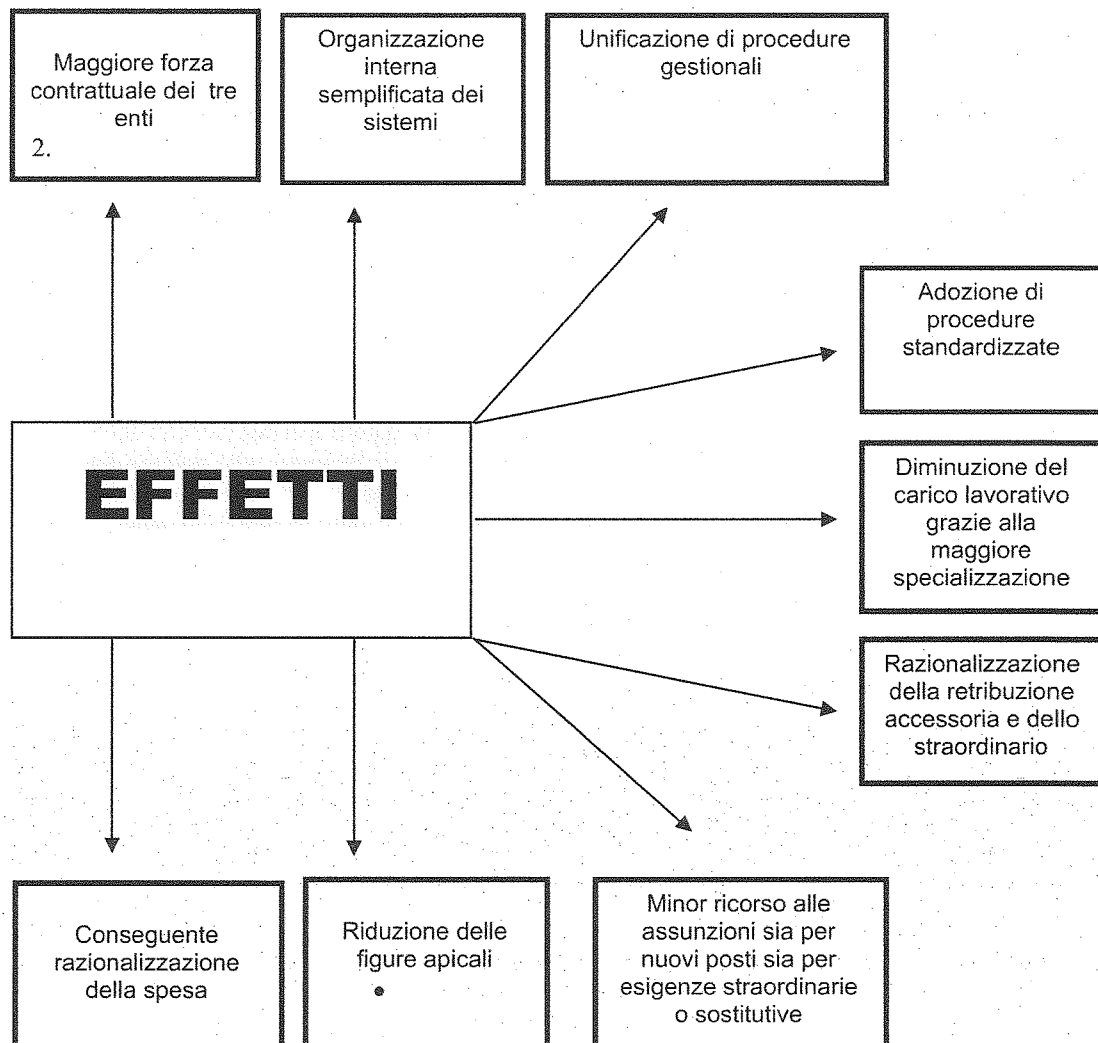 Maggiore forza
contrattuale dei tre
enti
2.
Organizzazione
interna
semplificata dei
sistemi
Unificazione di procedure
gestionali
Adozione di
procedure
standardizzate
EFFETTI
Diminuzione del
carico lavorativo
grazie alla
maggiore
specializzazione
Razionalizzazione
della retribuzione
accessoria e dello
straordinario
Conseguente
razionalizzazione
della spesa
Riduzione delle
figure apicali
•
Minor ricorso alle
assunzioni sia per
nuovi posti sia per
esigenze straordinarie
o sostitutive